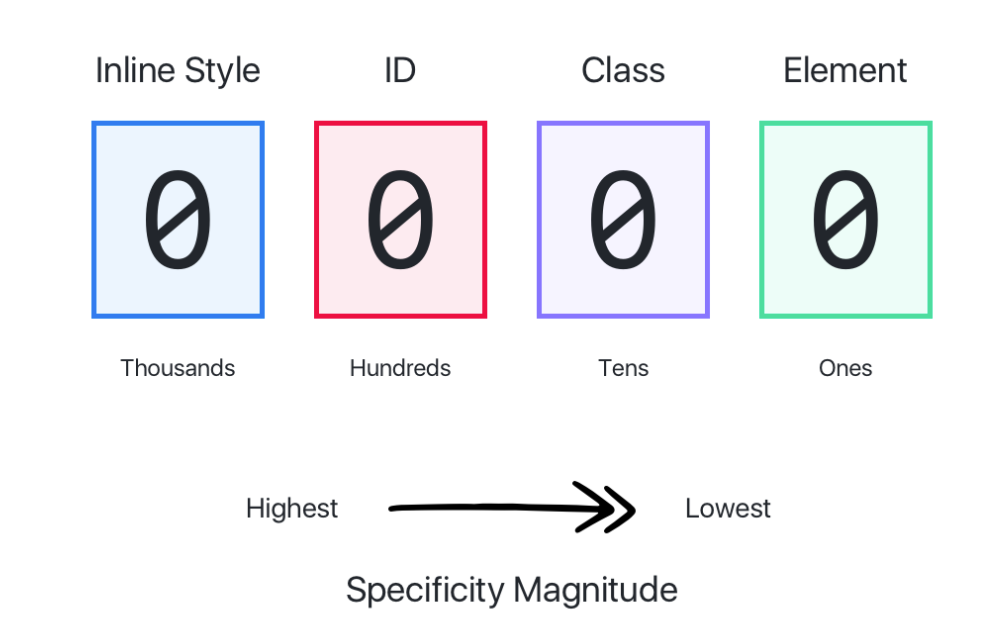 Inline Style ID Class Element
0 0 0 0
Thousands Hundreds Tens Ones
Highest Lowest
Specificity Magnitude